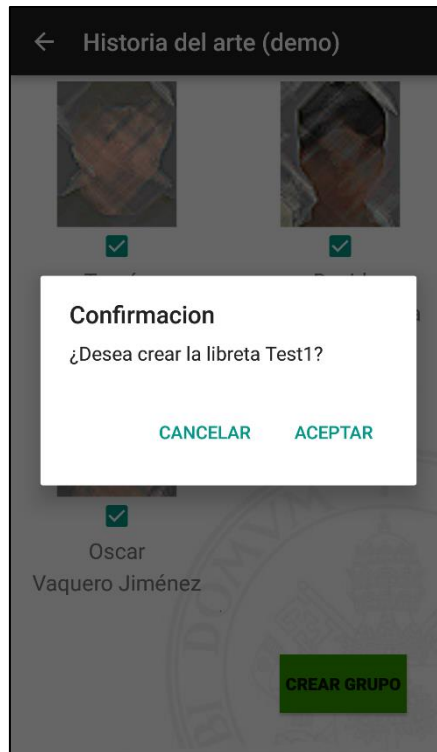 Historia del arte (demo)
Confirmacion
¿Desea crear la libreta Test1?
CANCELAR ACEPTAR
Oscar
Vaquero Jiménez
CREAR GRUPO